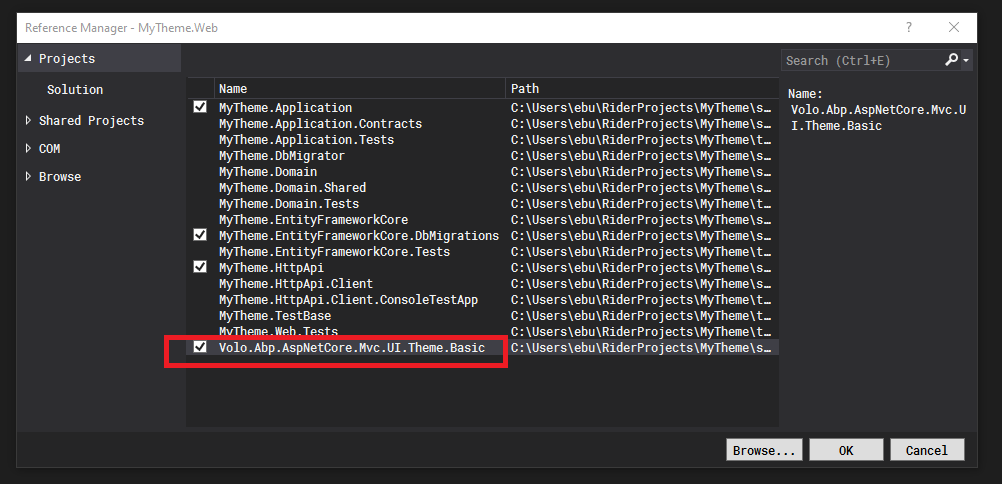 Reference Manager - MyTheme.Web
Projects
Solution
Shared Projects
COM
Browse
Name Path
MyTheme.Application C:\Users\ebu\RiderProjects\MyTheme\s…
MyTheme.Application.Contracts C:\Users\ebu\RiderProjects\MyTheme\s…
MyTheme.Application.Tests C:\Users\ebu\RiderProjects\MyTheme\t…
MyTheme.DbMigrator C:\Users\ebu\RiderProjects\MyTheme\s…
MyTheme.Domain C:\Users\ebu\RiderProjects\MyTheme\s…
MyTheme.Domain.Shared C:\Users\ebu\RiderProjects\MyTheme\s…
MyTheme.Domain.Tests C:\Users\ebu\RiderProjects\MyTheme\t…
MyTheme.EntityFrameworkCore C:\Users\ebu\RiderProjects\MyTheme\s…
MyTheme.EntityFrameworkCore.DbMigrations C:\Users\ebu\RiderProjects\MyTheme\s…
MyTheme.EntityFrameworkCore.Tests C:\Users\ebu\RiderProjects\MyTheme\t…
MyTheme.HttpApi C:\Users\ebu\RiderProjects\MyTheme\s…
MyTheme.HttpApi.Client C:\Users\ebu\RiderProjects\MyTheme\s…
MyTheme.HttpApi.Client.ConsoleTestApp C:\Users\ebu\RiderProjects\MyTheme\t…
MyTheme.TestBase C:\Users\ebu\RiderProjects\MyTheme\t…
MyTheme.Web.Tests C:\Users\ebu\RiderProjects\MyTheme\t…
Volo.Abp.AspNetCore.Mvc.UI.Theme.Basic C:\Users\ebu\RiderProjects\MyTheme\s…
Search (Ctrl+E)
Name:
Volo.Abp.AspNetCore.Mvc.U
I.Theme.Basic
Browse... OK Cancel